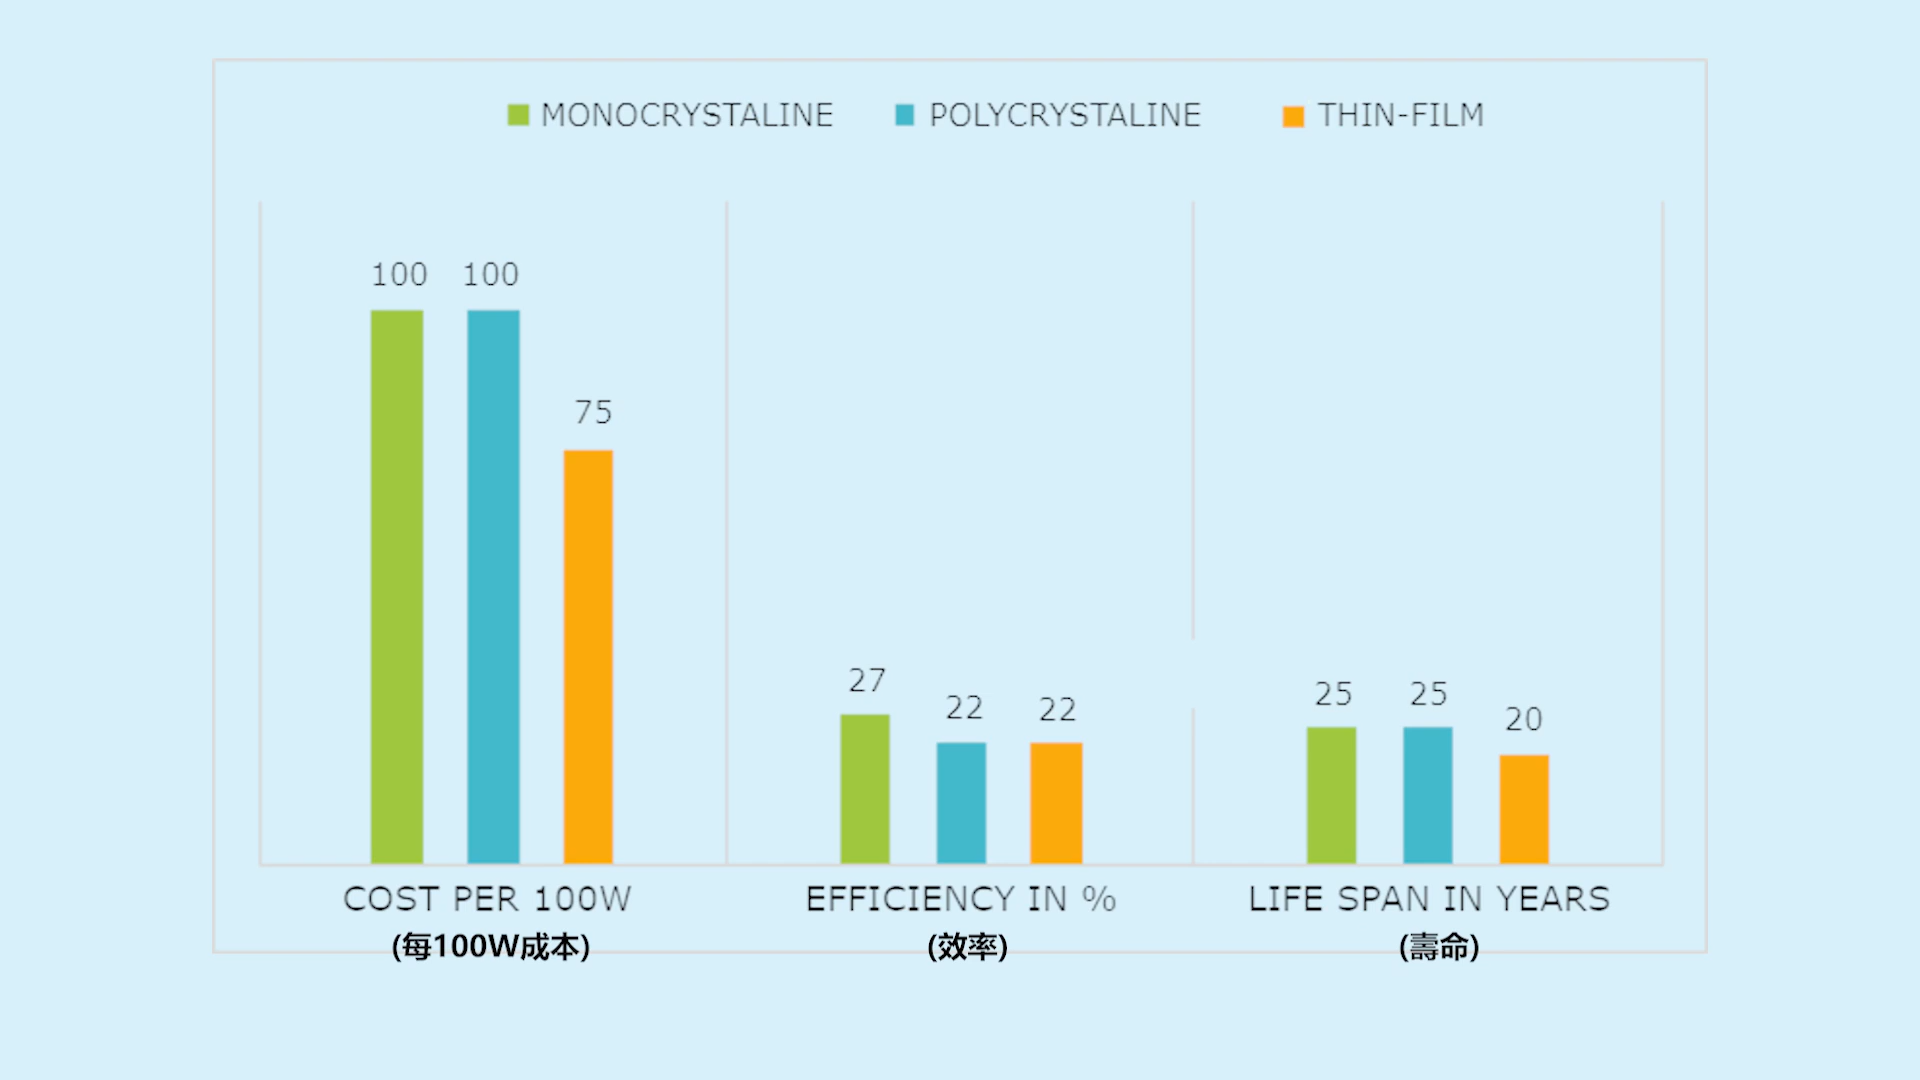 MONOCRYSTALINE POLYCRYSTALINE THIN-FILM
100 100 75
27 22 22
25 25 20
COST PER 100W EFFICIENCY IN % LIFE SPAN IN YEARS
(每100W成本) (效率) (壽命)